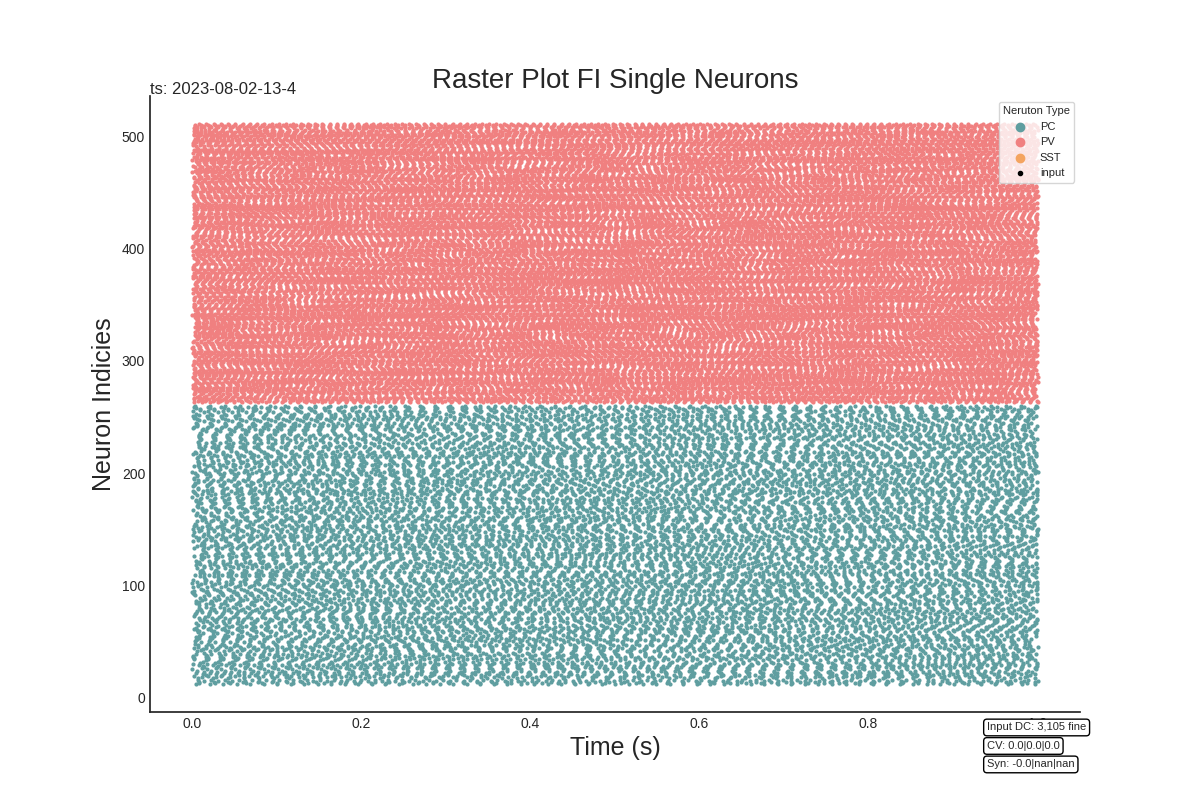 Raster Plot FI Single Neurons
ts: 2023-08-02-13-4
Neruton Type
PC
PV
SST
input
500
400
300
200
100
0
Neuron Indicies
0.0 0.2 0.4 0.6 0.8
Time (s)
Input DC: 3,105 fine
CV: 0.0|0.0|0.0
Syn: -0.0|nan|nan